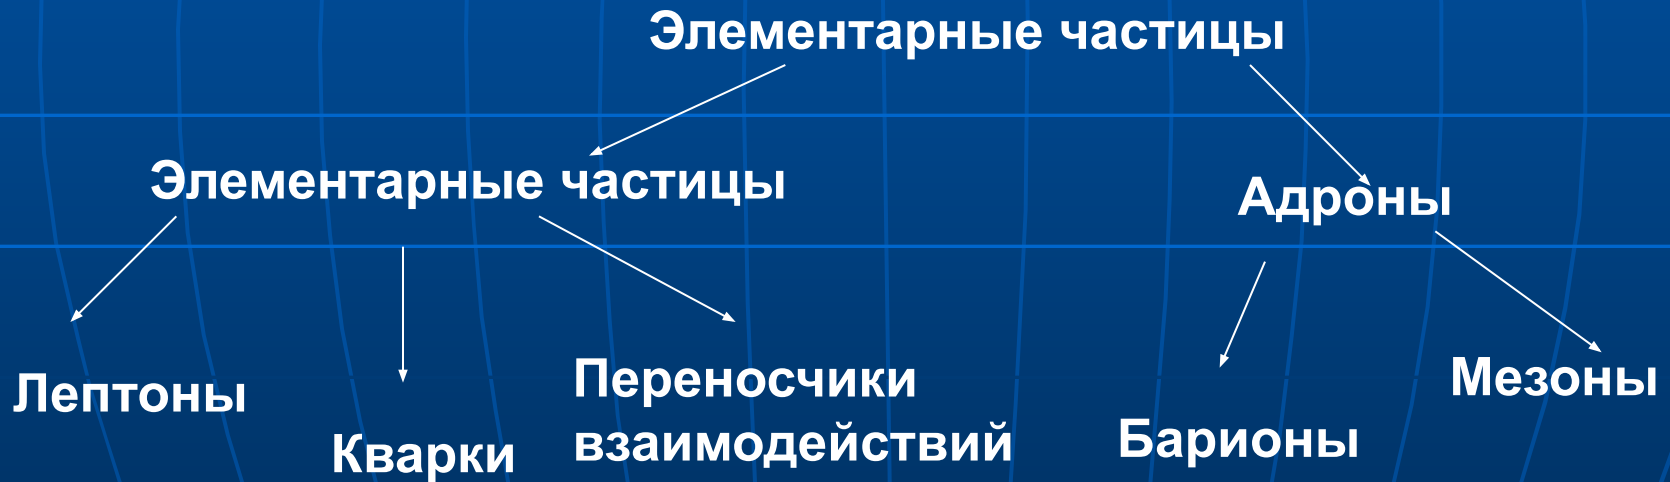 Элементарные частицы
Элементарные частицы
Адроны
Лептоны
Кварки
Переносчики
взаимодействий
Барионы
Мезоны